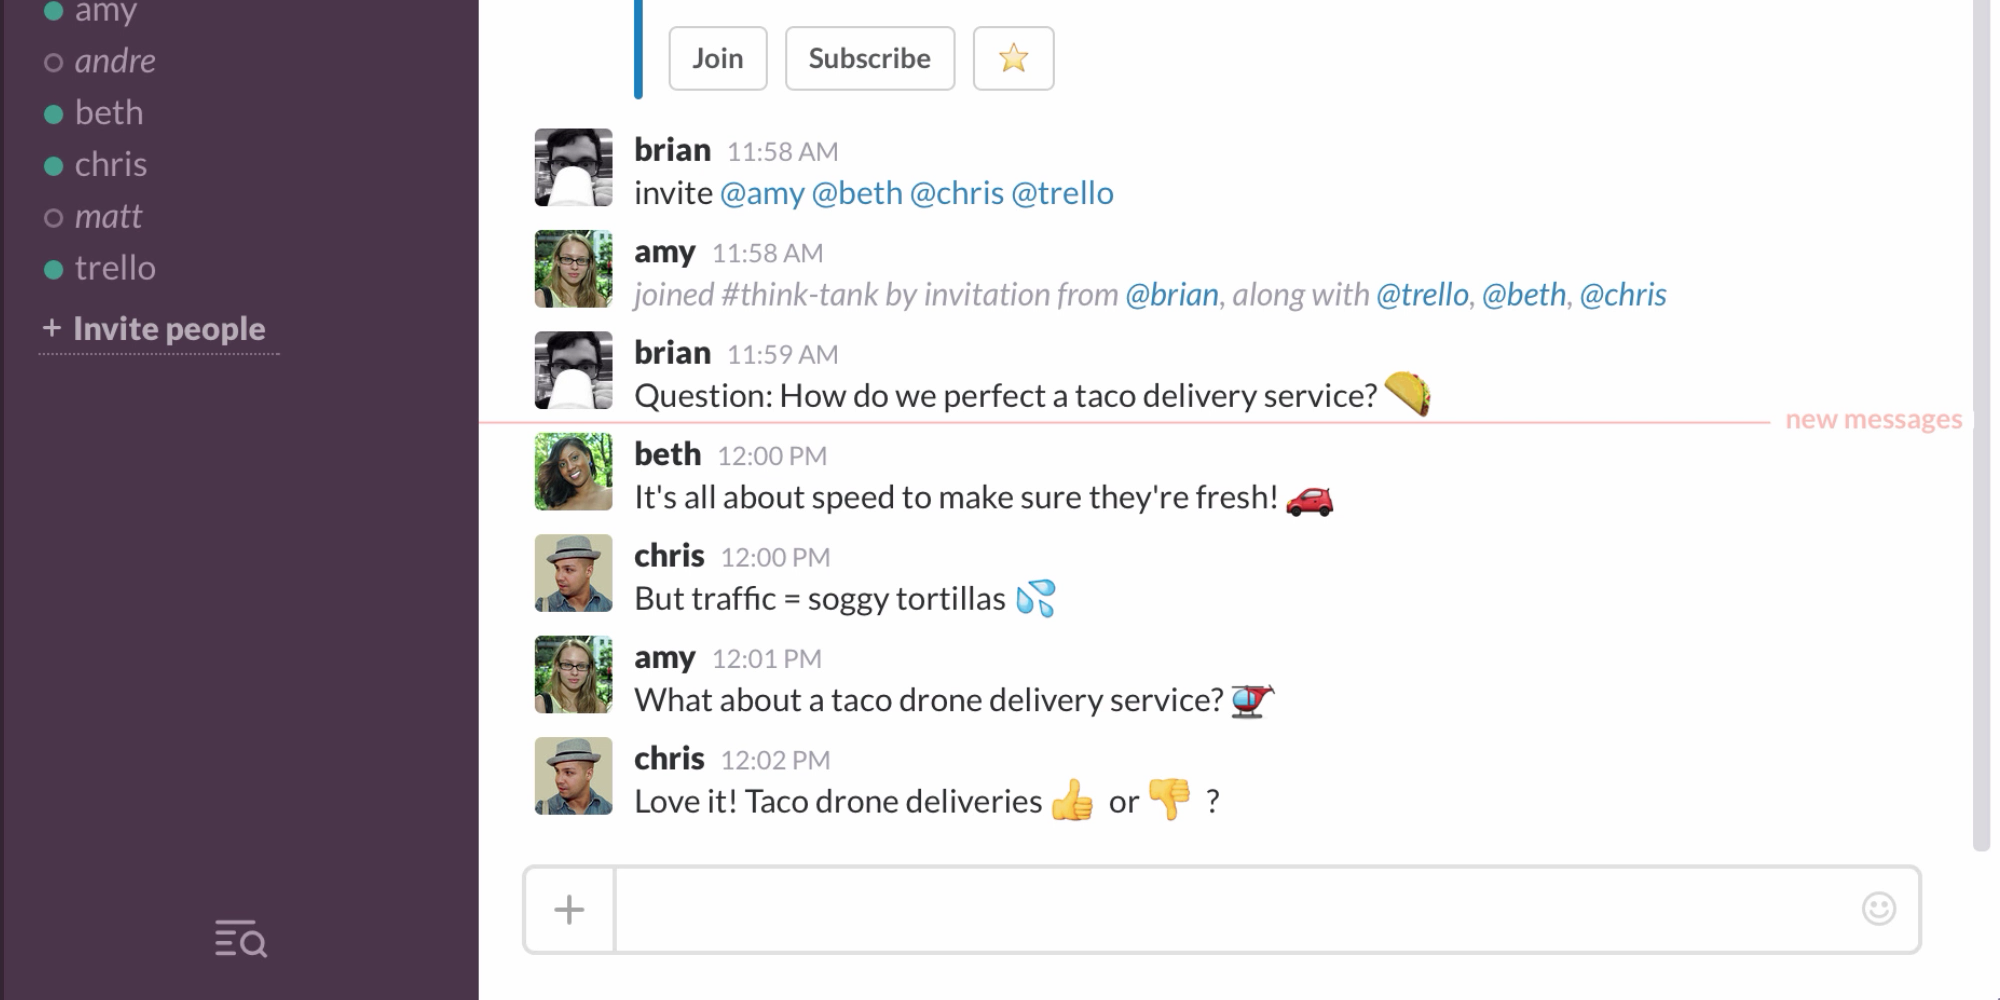 amy
andre
beth
chris
matt
trello
+ Invite people
Join Subscribe
brian 11:58 AM
invite @amy @beth @chris @trello
amy 11:58 AM
joined #think-tank by invitation from @brian, along with @trello, @beth, @chris
brian 11:59 AM
Question: How do we perfect a taco delivery service? 🌮
new messages
beth 12:00 PM
It's all about speed to make sure they're fresh! 🚗
chris 12:00 PM
But traffic = soggy tortillas 💦
amy 12:01 PM
What about a taco drone delivery service? 🚁
chris 12:02 PM
Love it! Taco drone deliveries 👍 or 👎 ?